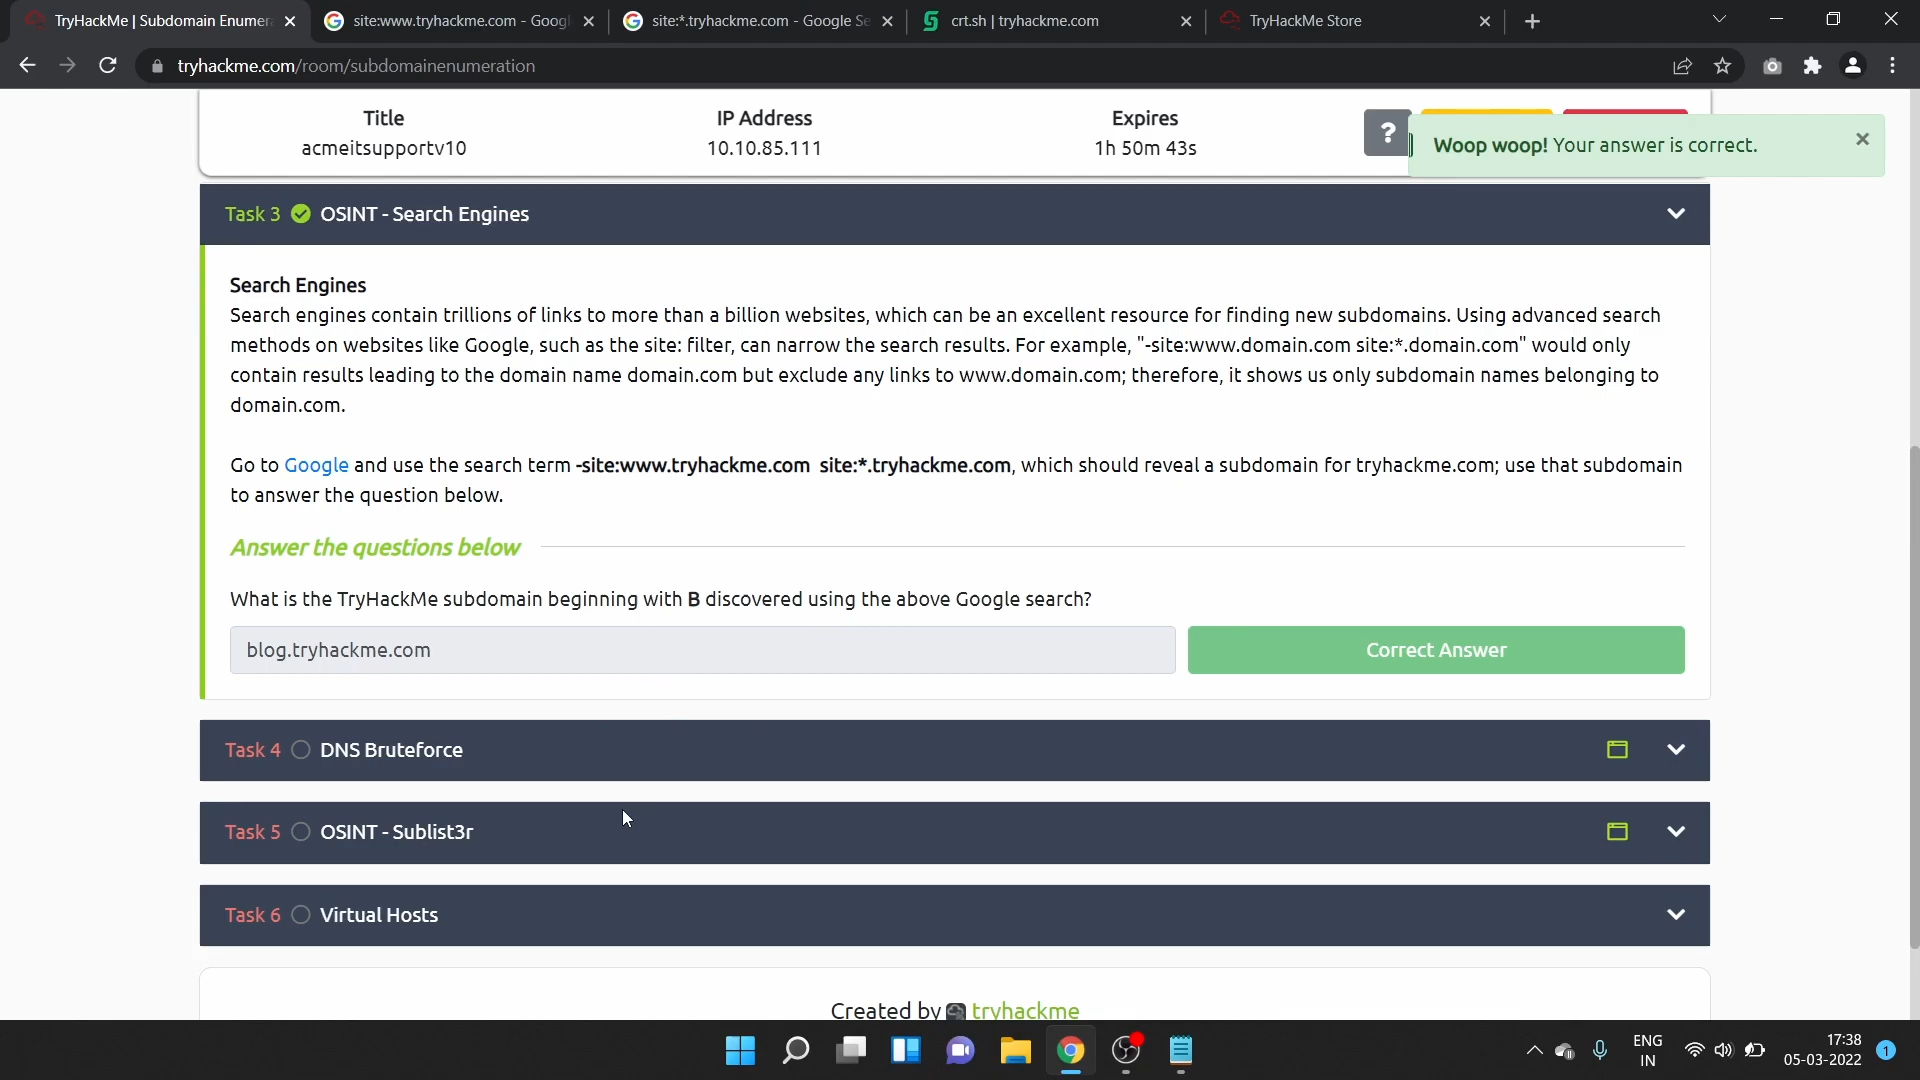 TryHackMe | Subdomain Enumera
site:www.tryhackme.com - Googl
site:*.tryhackme.com - Google Se
crt.sh | tryhackme.com
TryHackMe Store
tryhackme.com/room/subdomainenumeration
Title
IP Address
Expires
acmeitsupportv10
10.10.85.111
1h 50m 43s
?
Woop woop! Your answer is correct.
Task 3 OSINT - Search Engines
Search Engines
Search engines contain trillions of links to more than a billion websites, which can be an excellent resource for finding new subdomains. Using advanced search
methods on websites like Google, such as the site: filter, can narrow the search results. For example, "-site:www.domain.com site:*.domain.com" would only
contain results leading to the domain name domain.com but exclude any links to www.domain.com; therefore, it shows us only subdomain names belonging to
domain.com.
Go to Google and use the search term -site:www.tryhackme.com site:*.tryhackme.com, which should reveal a subdomain for tryhackme.com; use that subdomain
to answer the question below.
Answer the questions below
What is the TryHackMe subdomain beginning with B discovered using the above Google search?
blog.tryhackme.com
Correct Answer
Task 4 DNS Bruteforce
Task 5 OSINT - Sublist3r
Task 6 Virtual Hosts
Created by tryhackme
ENG
IN
17:38
05-03-2022
1